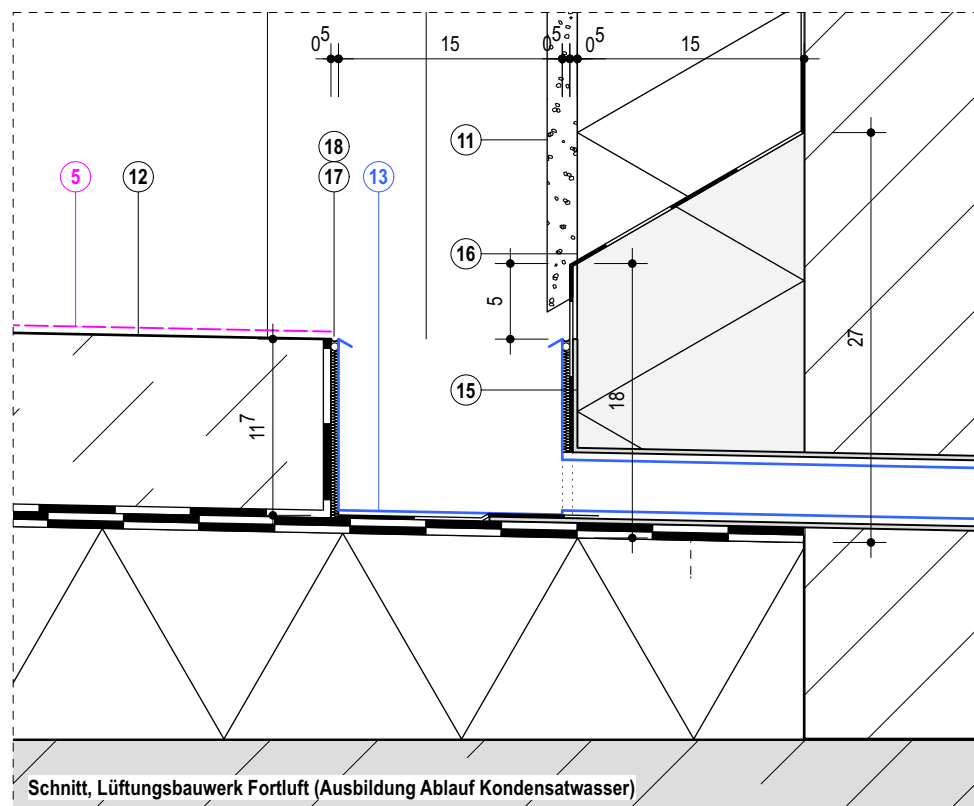 0⁵ 15 0⁵ 0⁵ 15
11
18
5 12 17 13
16
5
27
15
18
11⁷
Schnitt, Lüftungsbauwerk Fortluft (Ausbildung Ablauf Kondensatwasser)